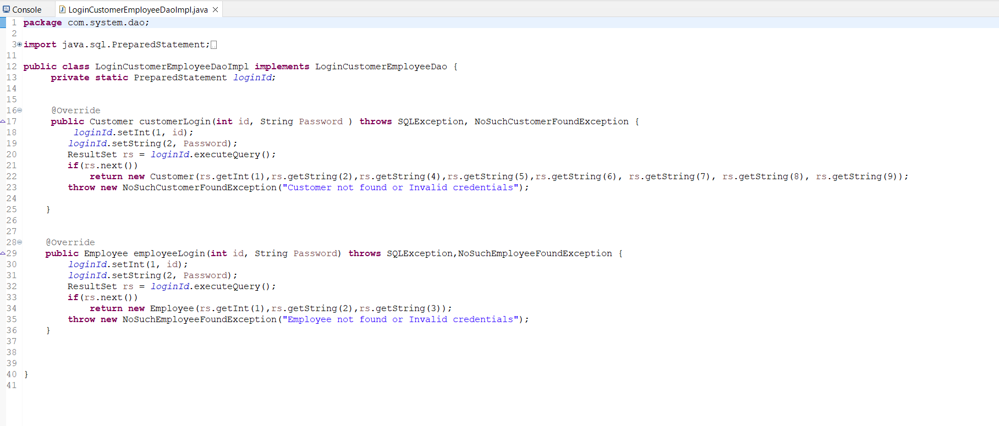 Console
LoginCustomerEmployeeDaoImpl.java
1 package com.system.dao;
2
3 import java.sql.PreparedStatement;
11
12 public class LoginCustomerEmployeeDaoImpl implements LoginCustomerEmployeeDao {
13 private static PreparedStatement loginId;
14
15
16 @Override
17 public Customer customerLogin(int id, String Password ) throws SQLException, NoSuchCustomerFoundException {
18 loginId.setInt(1, id);
19 loginId.setString(2, Password);
20 ResultSet rs = loginId.executeQuery();
21 if(rs.next())
22 return new Customer(rs.getInt(1),rs.getString(2),rs.getString(4),rs.getString(5),rs.getString(6), rs.getString(7), rs.getString(8), rs.getString(9));
23 throw new NoSuchCustomerFoundException("Customer not found or Invalid credentials");
24
25 }
26
27
28 @Override
29 public Employee employeeLogin(int id, String Password) throws SQLException,NoSuchEmployeeFoundException {
30 loginId.setInt(1, id);
31 loginId.setString(2, Password);
32 ResultSet rs = loginId.executeQuery();
33 if(rs.next())
34 return new Employee(rs.getInt(1),rs.getString(2),rs.getString(3));
35 throw new NoSuchEmployeeFoundException("Employee not found or Invalid credentials");
36 }
37
38
39
40 }
41